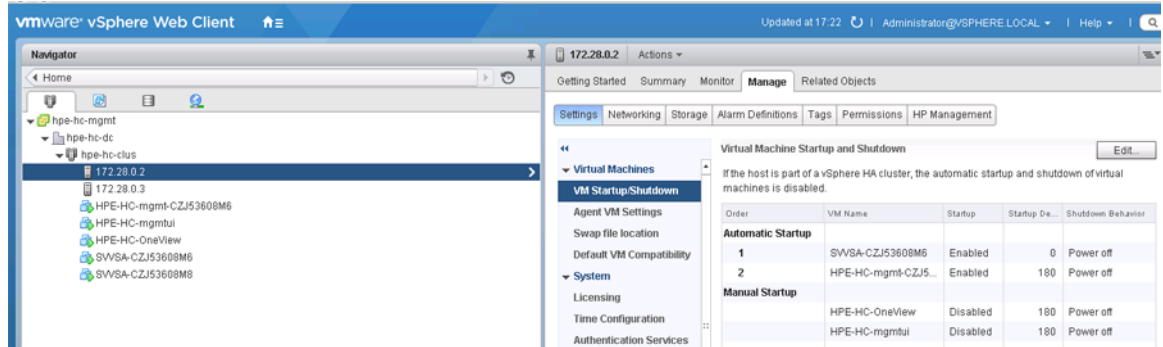 vmware® vSphere Web Client
Updated at 17:22 | Administrator@VSPHERE.LOCAL | Help |
Navigator
Home
hpe-hc-mgmt
hpe-hc-dc
hpe-hc-clus
172.28.0.2
172.28.0.3
HPE-HC-mgmt-CZJ53608M6
HPE-HC-mgmtui
HPE-HC-OneView
SVVSA-CZJ53608M6
SVVSA-CZJ53608M8
172.28.0.2 Actions
Getting Started Summary Monitor Manage Related Objects
Settings Networking Storage Alarm Definitions Tags Permissions HP Management
Virtual Machines
VM Startup/Shutdown
Agent VM Settings
Swap file location
Default VM Compatibility
System
Licensing
Time Configuration
Authentication Services
Virtual Machine Startup and Shutdown Edit...
If the host is part of a vSphere HA cluster, the automatic startup and shutdown of virtual
machines is disabled.
Order VM Name Startup Startup De... Shutdown Behavior
Automatic Startup
1 SVVSA-CZJ53608M6 Enabled 0 Power off
2 HPE-HC-mgmt-CZJ5... Enabled 180 Power off
Manual Startup
HPE-HC-OneView Disabled 180 Power off
HPE-HC-mgmtui Disabled 180 Power off